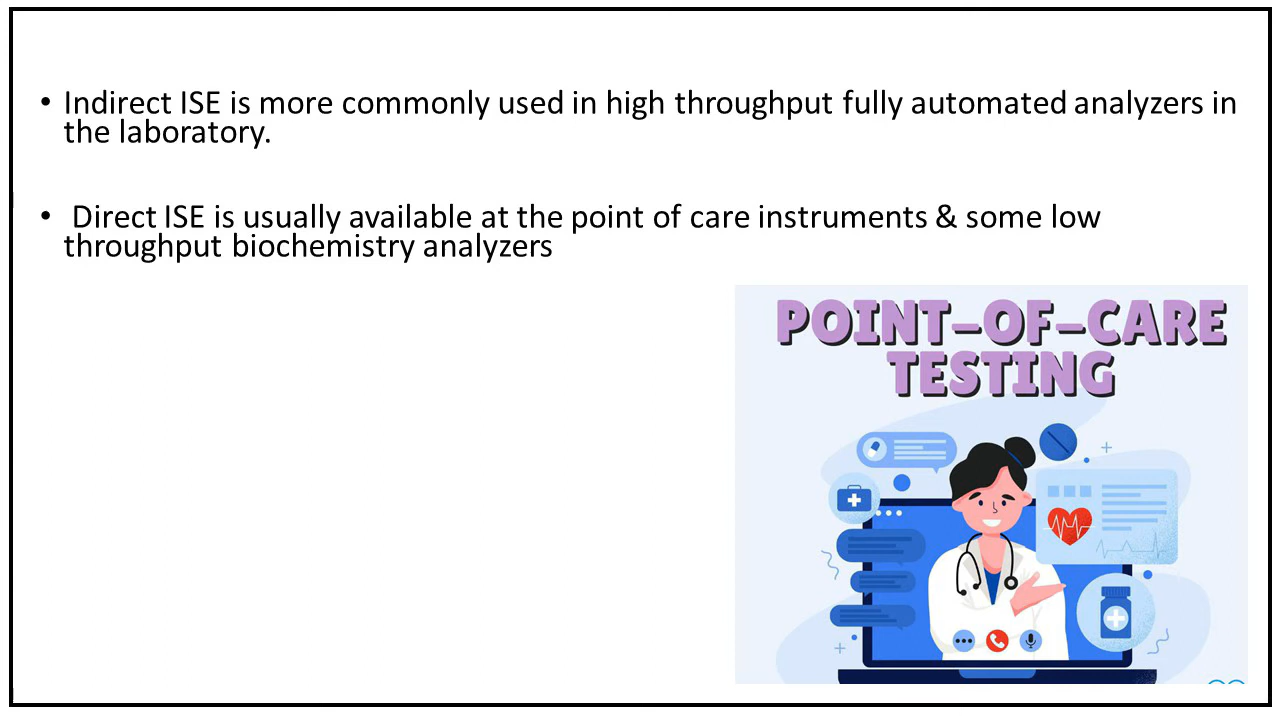 • Indirect ISE is more commonly used in high throughput fully automated analyzers in
the laboratory.
• Direct ISE is usually available at the point of care instruments & some low
throughput biochemistry analyzers
POINT-OF-CARE
TESTING